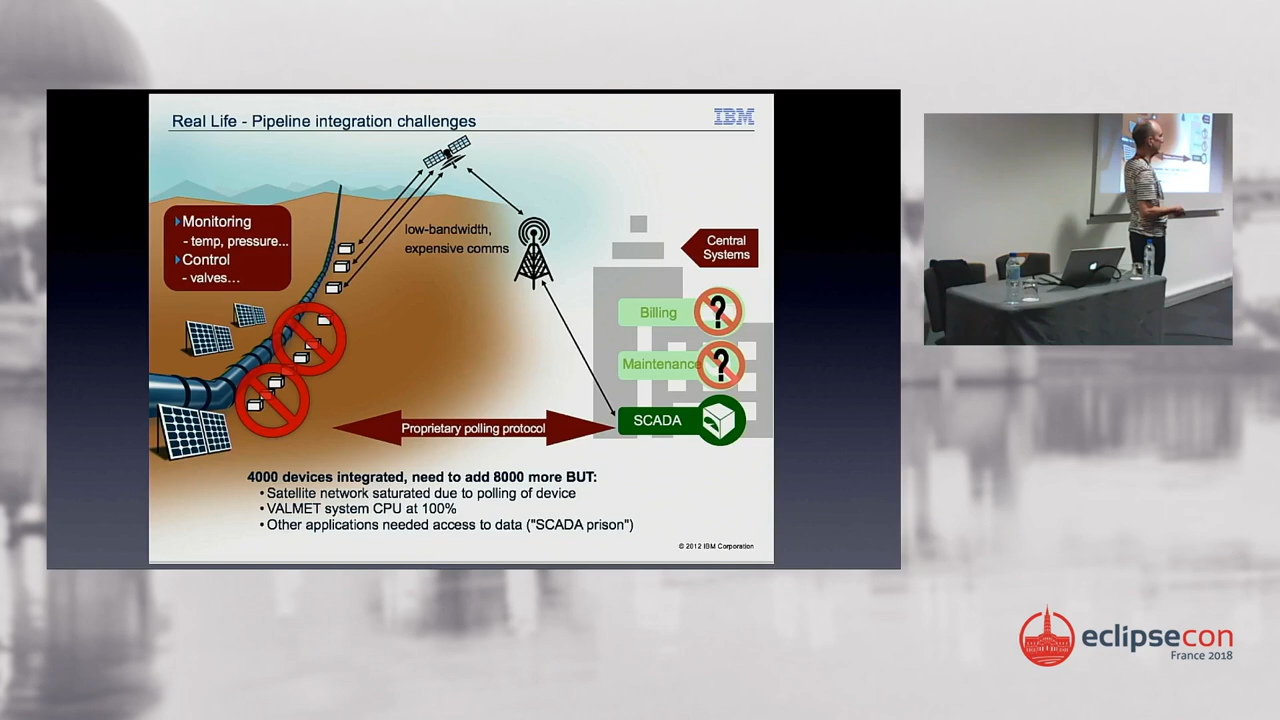 Real Life - Pipeline integration challenges
IBM
Monitoring
- temp, pressure...
Control
- valves…
low-bandwidth,
expensive comms
Central
Systems
Billing
?
Maintenance
?
SCADA
Proprietary polling protocol
4000 devices integrated, need to add 8000 more BUT:
• Satellite network saturated due to polling of device
• VALMET system CPU at 100%
• Other applications needed access to data ("SCADA prison")
© 2012 IBM Corporation
eclipsecon
France 2018